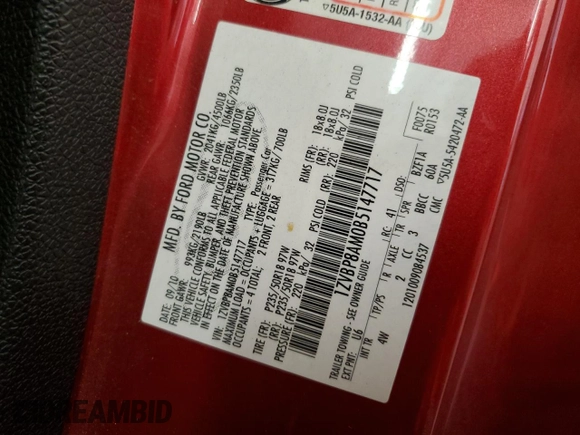 5U5A-1532-AA
MFD. BY FORD MOTOR CO.
DATE: 09/10
GVWR: 2041KG/4500LB
FRONT GAWR: 993KG/2190LB
REAR GAWR: 1066KG/2350LB
THIS VEHICLE CONFORMS TO ALL APPLICABLE FEDERAL MOTOR
VEHICLE SAFETY, BUMPER, AND THEFT PREVENTION STANDARDS
IN EFFECT ON THE DATE OF MANUFACTURE SHOWN ABOVE.
VIN: 1ZVBP8AM0B5147717
TYPE: Passenger Car
MAXIMUM LOAD = OCCUPANTS + LUGGAGE = 317KG/700LB
OCCUPANTS = 4 TOTAL; 2 FRONT, 2 REAR
TIRE (FR): P235/50R18 97W RIMS (FR): 18x8.0J
(RR): P235/50R18 97W (RR): 18x8.0J
PRESSURE (FR): 220 kPa/ 32 PSI COLD (RR): 220 kPa/ 32 PSI COLD
1ZVBP8AM0B5147717
TRAILER TOWING - SEE OWNER GUIDE
F0075
R0153
EXT PNT: U6 LRC: 41 DSO:
INT TR TP/PS R AXLE TR SPR BZE1A
4W 2 CC 3 BBCC CMC 60A
12010090B4537
▽5U5A-5420472-AA